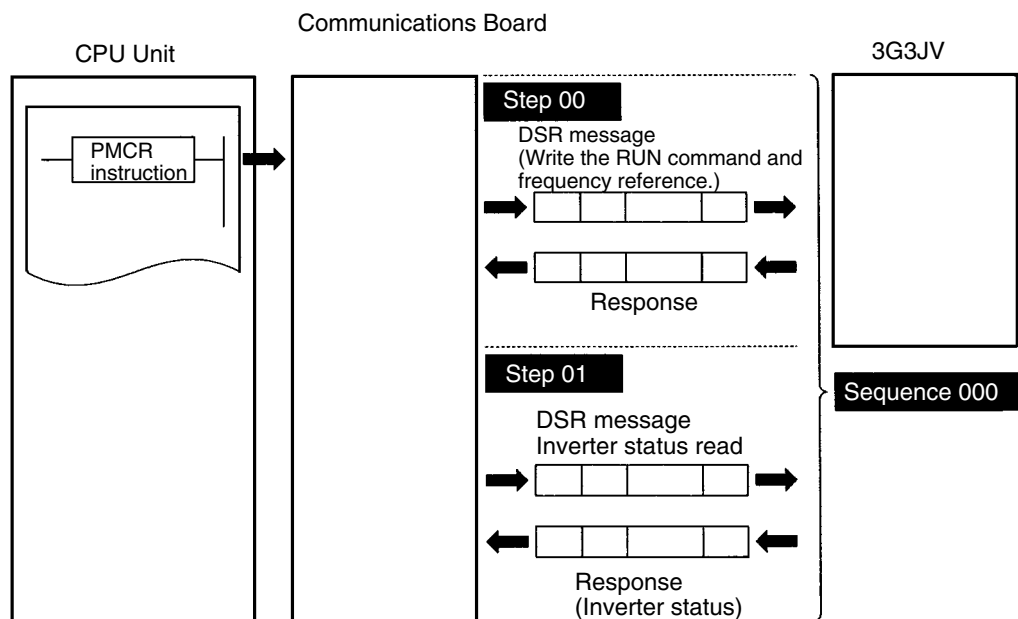 Communications Board
CPU Unit
3G3JV
PMCR
instruction
Step 00
DSR message
(Write the RUN command and
frequency reference.)
Response
Step 01
DSR message
Inverter status read
Response
(Inverter status)
Sequence 000